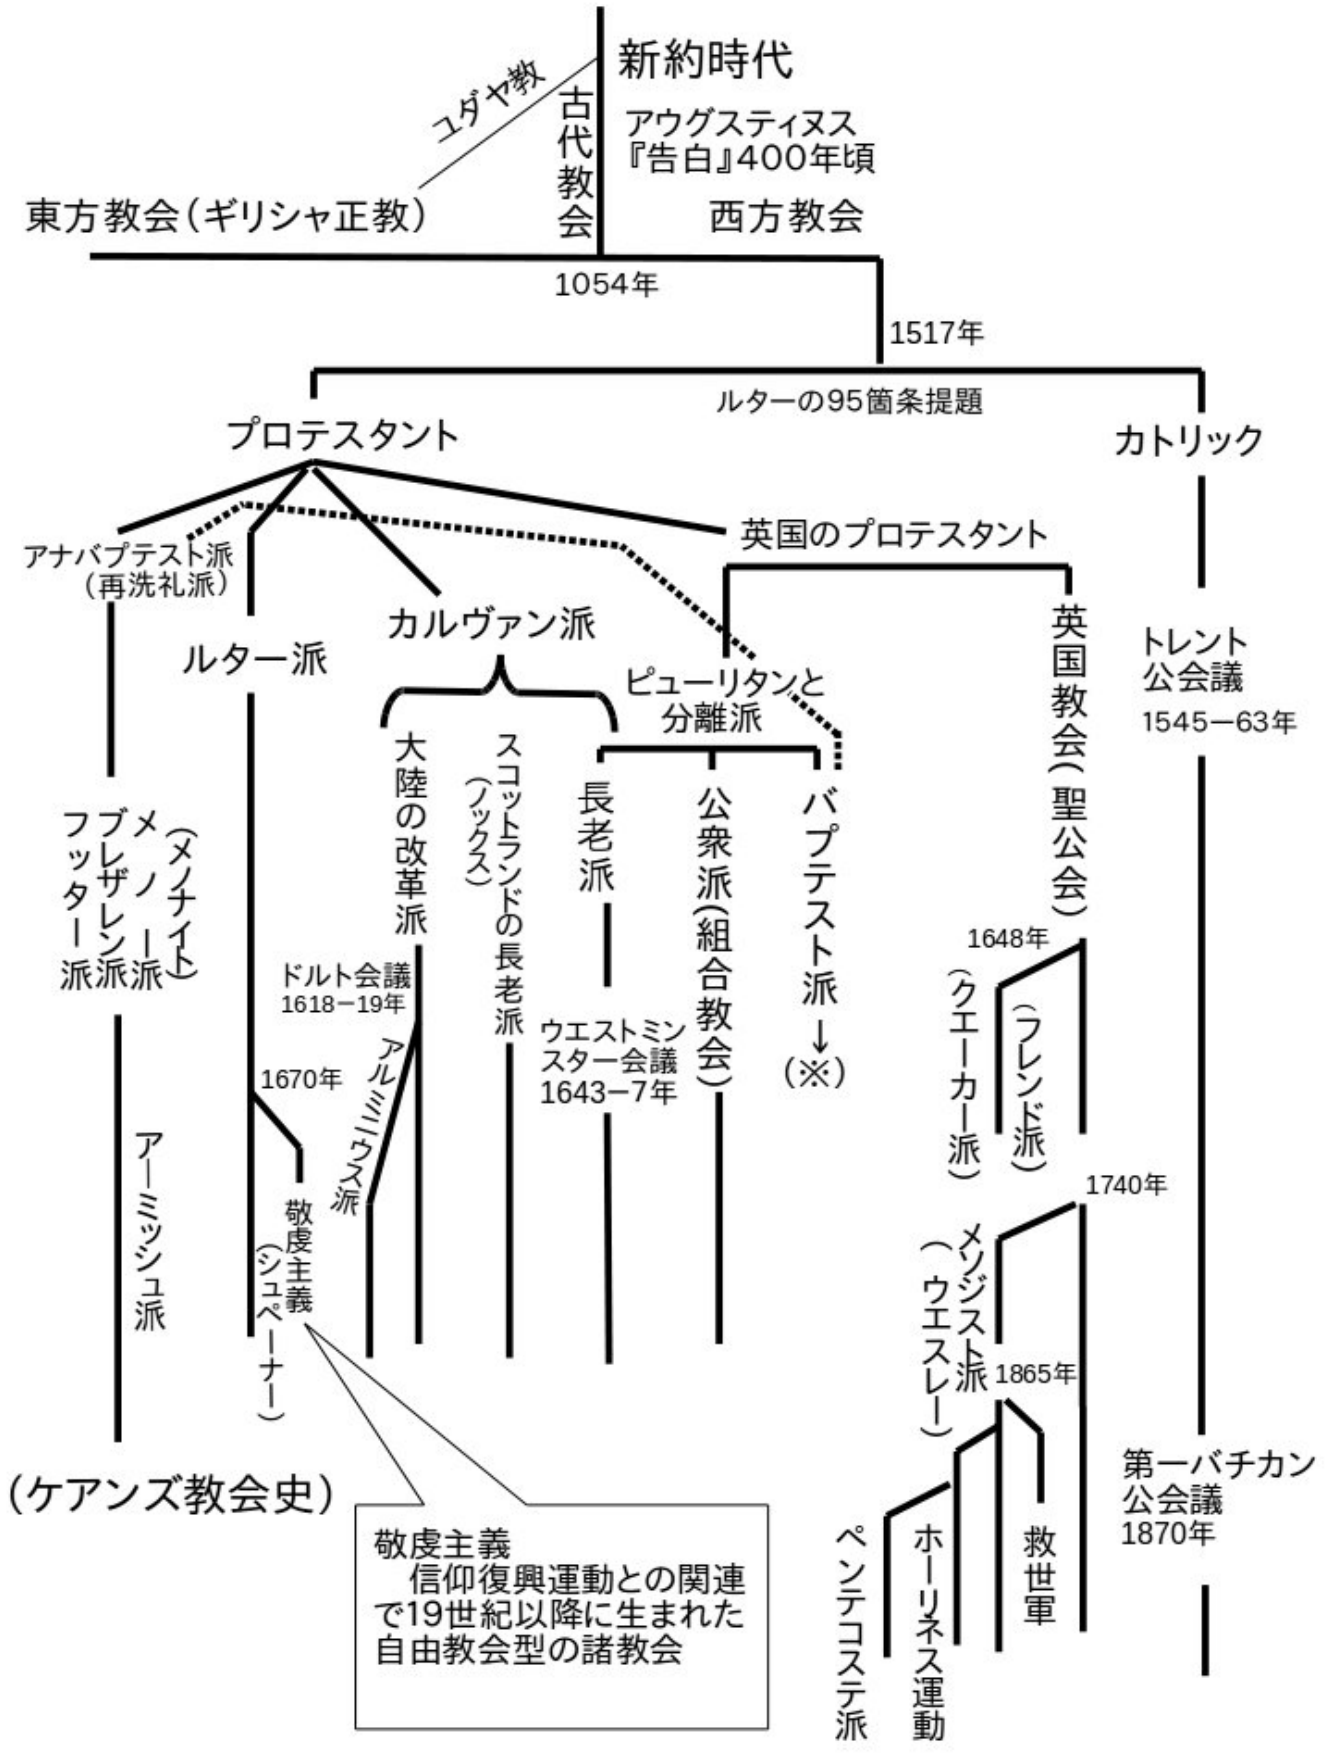 新約時代
ユダヤ教
古代教会
アウグスティヌス
『告白』400年頃
東方教会（ギリシャ正教）
西方教会
1054年
1517年
ルターの95箇条提題
プロテスタント
カトリック
アナバプテスト派
（再洗礼派）
英国のプロテスタント
カルヴァン派
ルター派
英国教会（聖公会）
トレント
公会議
1545－63年
ピューリタンと
分離派
大陸の改革派
スコットランドの長老派
（ノックス）
長老派
公衆派（組合教会）
バプテスト派→
（※）
（メノナイト）
メノー派
ブレザレン派
フッター派
ドルト会議
1618－19年
アルミニウス派
ウエストミン
スター会議
1643－7年
1648年
（フレンド派）
（クエーカー派）
1670年
アーミッシュ派
敬虔主義
（シュペーナー）
1740年
メソジスト派
（ウエスレー）
1865年
（ケアンズ教会史）
敬虔主義
信仰復興運動との関連
で19世紀以降に生まれた
自由教会型の諸教会
ペンテコステ派
ホーリネス運動
救世軍
第一バチカン
公会議
1870年